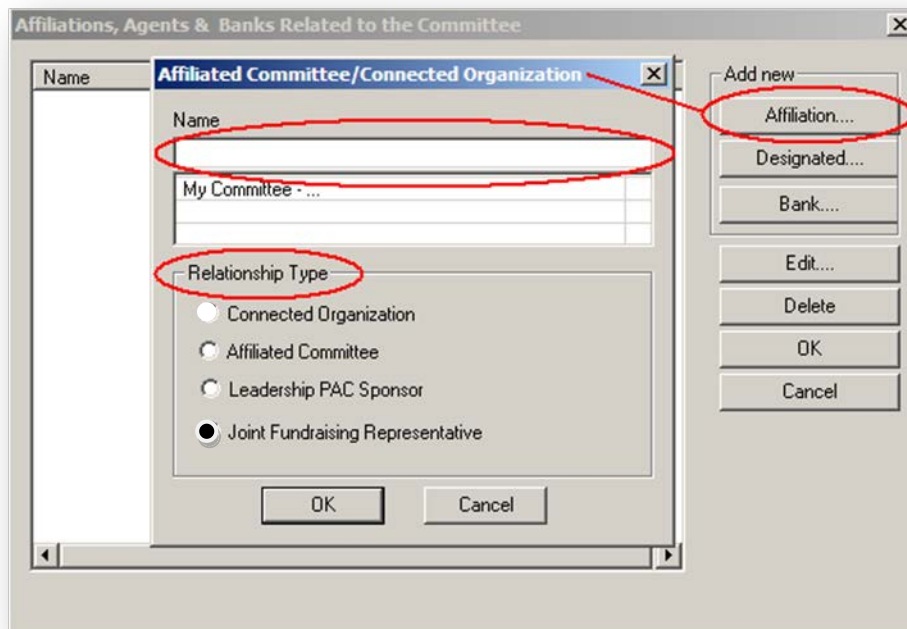 Affiliations, Agents & Banks Related to the Committee
Name
Affiliated Committee/Connected Organization
Name
My Committee - ...
Relationship Type
Connected Organization
Affiliated Committee
Leadership PAC Sponsor
Joint Fundraising Representative
OK
Cancel
Add new
Affiliation....
Designated....
Bank....
Edit....
Delete
OK
Cancel